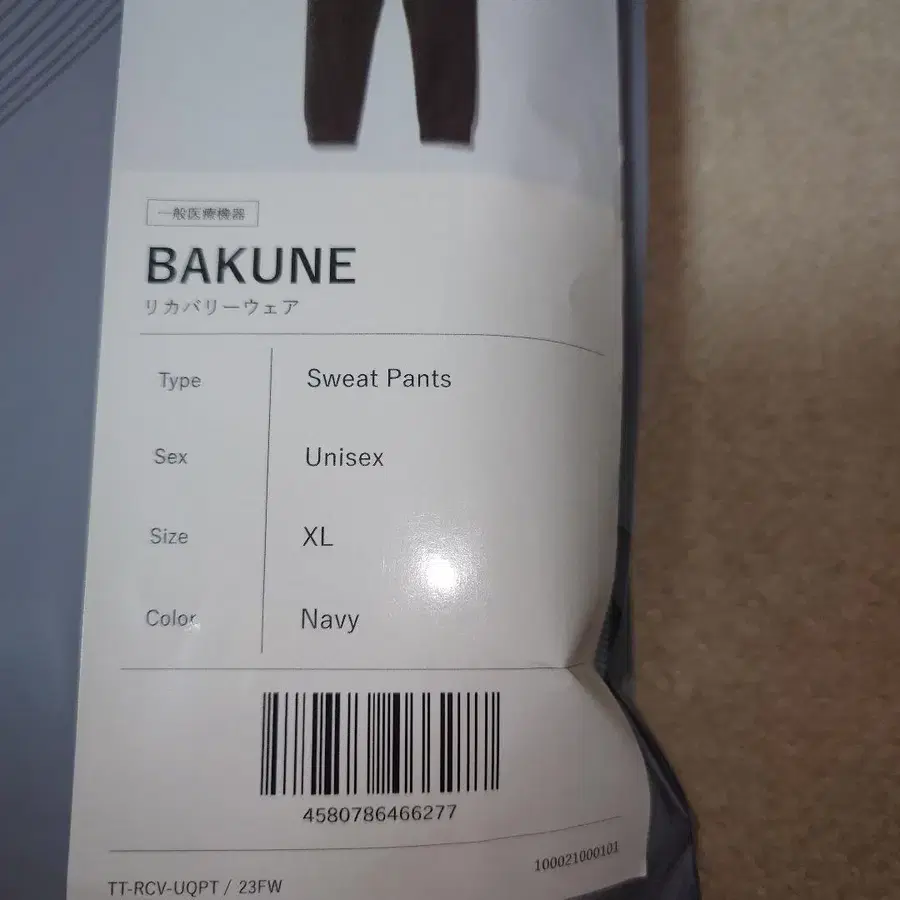 一般医療機器
BAKUNE
リカバリーウェア
Type Sweat Pants
Sex Unisex
Size XL
Color Navy
4580786466277
100021000101
TT-RCV-UQPT / 23FW